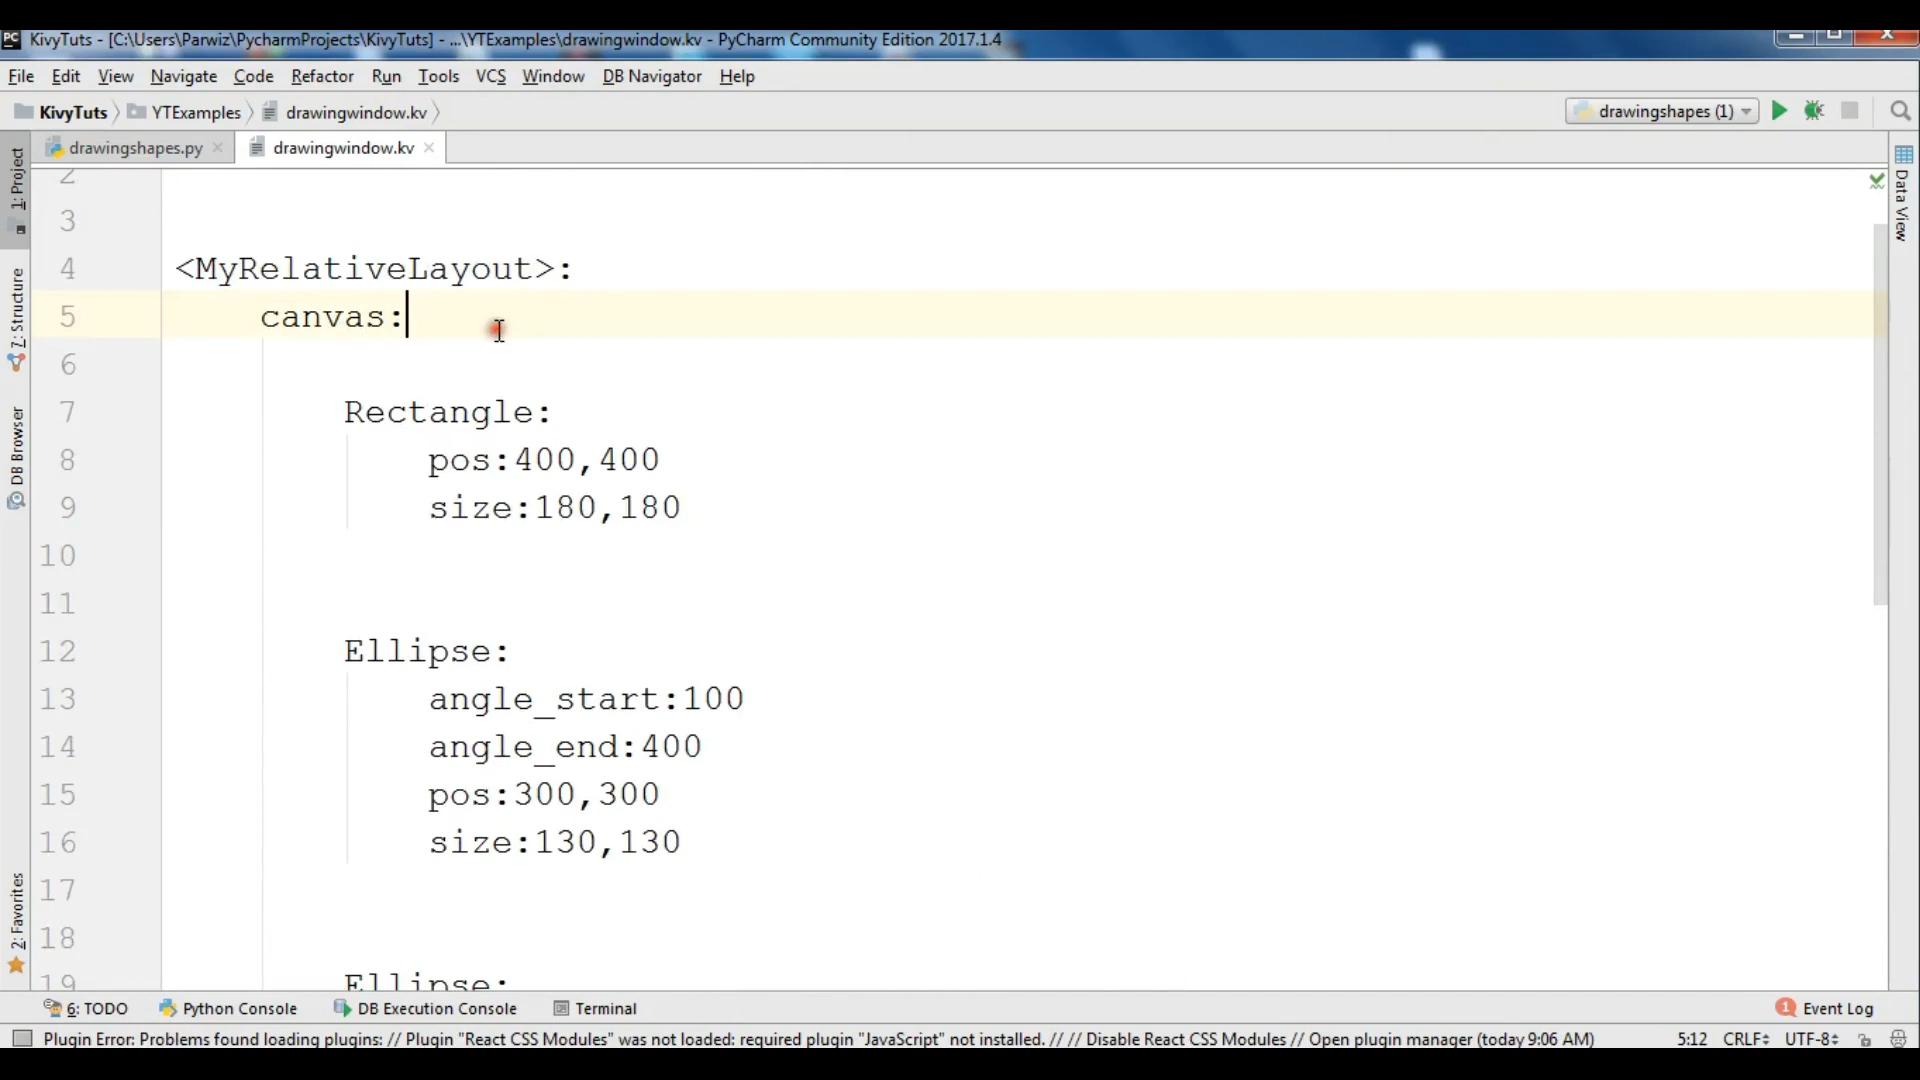 KivyTuts - [C:\Users\Parwiz\PycharmProjects\KivyTuts] - ...\YTExamples\drawingwindow.kv - PyCharm Community Edition 2017.1.4
File Edit View Navigate Code Refactor Run Tools VCS Window DB Navigator Help
KivyTuts YTExamples drawingwindow.kv drawingshapes (1)
drawingshapes.py drawingwindow.kv
1: Project
7: Structure
DB Browser
2: Favorites
Data View
2
3
4 <MyRelativeLayout>:
5 canvas:
6
7 Rectangle:
8 pos:400,400
9 size:180,180
10
11
12 Ellipse:
13 angle_start:100
14 angle_end:400
15 pos:300,300
16 size:130,130
17
18
19 Ellipse:
6: TODO Python Console DB Execution Console Terminal 1 Event Log
Plugin Error: Problems found loading plugins: // Plugin "React CSS Modules" was not loaded: required plugin "JavaScript" not installed. // // Disable React CSS Modules // Open plugin manager (today 9:06 AM) 5:12 CRLF UTF-8